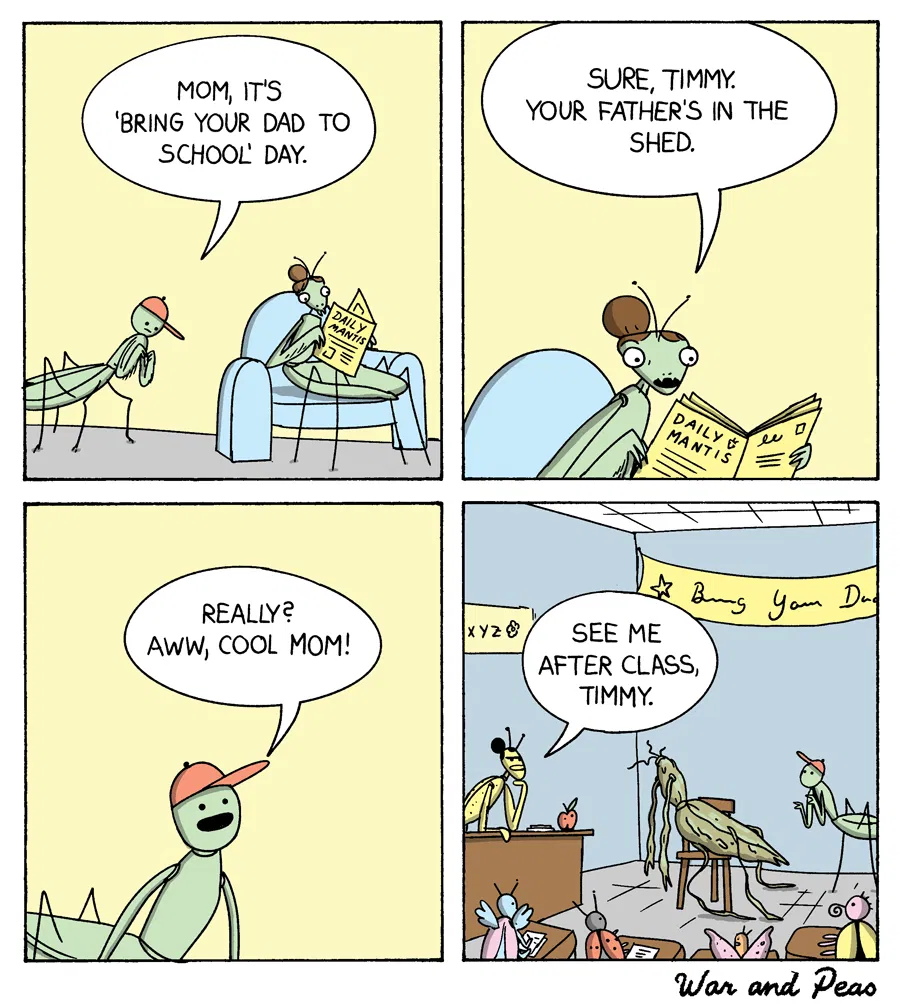 MOM, IT'S
'BRING YOUR DAD TO
SCHOOL' DAY.
DAILY
MANTIS
SURE, TIMMY.
YOUR FATHER'S IN THE
SHED.
DAILY
MANTIS
REALLY?
AWW, COOL MOM!
Bring Your Dad
XYZ
SEE ME
AFTER CLASS,
TIMMY.
War and Peas